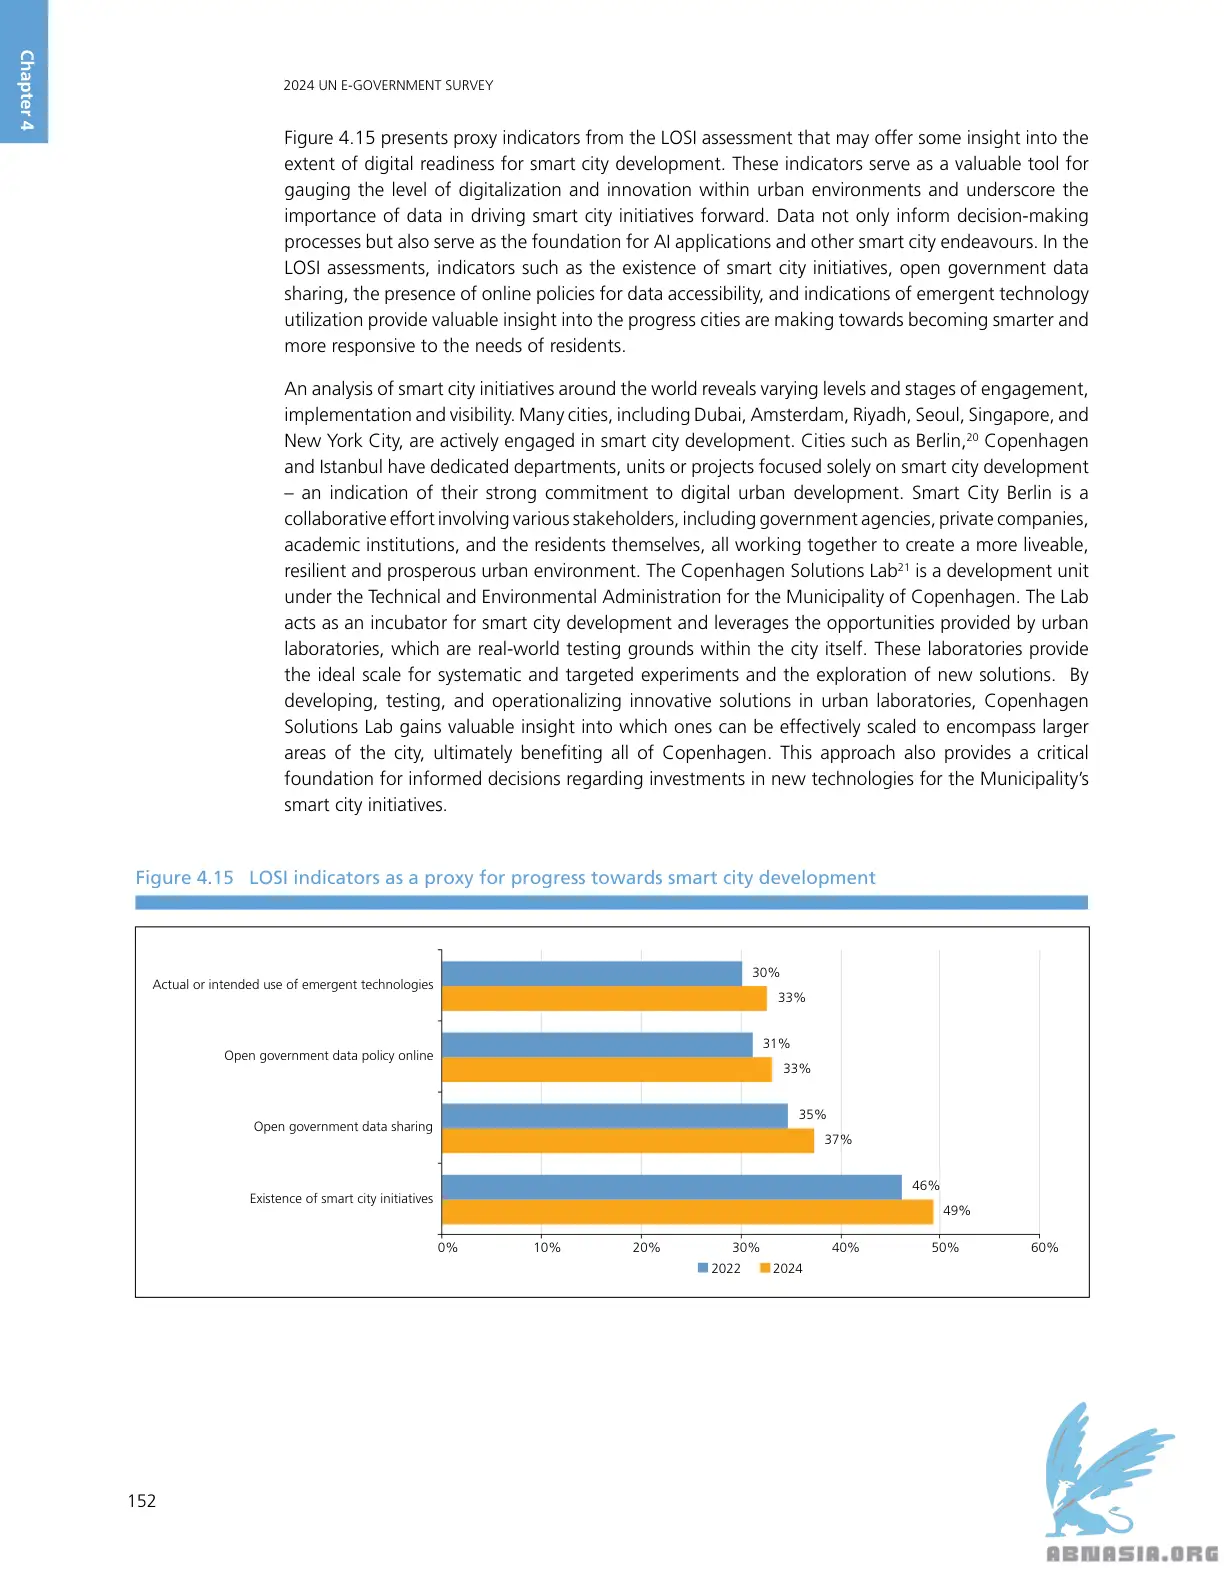 Chapter 4
2024 UN E-GOVERNMENT SURVEY
Figure 4.15 presents proxy indicators from the LOSI assessment that may offer some insight into the
extent of digital readiness for smart city development. These indicators serve as a valuable tool for
gauging the level of digitalization and innovation within urban environments and underscore the
importance of data in driving smart city initiatives forward. Data not only inform decision-making
processes but also serve as the foundation for AI applications and other smart city endeavours. In the
LOSI assessments, indicators such as the existence of smart city initiatives, open government data
sharing, the presence of online policies for data accessibility, and indications of emergent technology
utilization provide valuable insight into the progress cities are making towards becoming smarter and
more responsive to the needs of residents.
An analysis of smart city initiatives around the world reveals varying levels and stages of engagement,
implementation and visibility. Many cities, including Dubai, Amsterdam, Riyadh, Seoul, Singapore, and
New York City, are actively engaged in smart city development. Cities such as Berlin,20 Copenhagen
and Istanbul have dedicated departments, units or projects focused solely on smart city development
– an indication of their strong commitment to digital urban development. Smart City Berlin is a
collaborative effort involving various stakeholders, including government agencies, private companies,
academic institutions, and the residents themselves, all working together to create a more liveable,
resilient and prosperous urban environment. The Copenhagen Solutions Lab21 is a development unit
under the Technical and Environmental Administration for the Municipality of Copenhagen. The Lab
acts as an incubator for smart city development and leverages the opportunities provided by urban
laboratories, which are real-world testing grounds within the city itself. These laboratories provide
the ideal scale for systematic and targeted experiments and the exploration of new solutions. By
developing, testing, and operationalizing innovative solutions in urban laboratories, Copenhagen
Solutions Lab gains valuable insight into which ones can be effectively scaled to encompass larger
areas of the city, ultimately benefiting all of Copenhagen. This approach also provides a critical
foundation for informed decisions regarding investments in new technologies for the Municipality’s
smart city initiatives.
Figure 4.15 LOSI indicators as a proxy for progress towards smart city development
Actual or intended use of emergent technologies
30%
33%
Open government data policy online
31%
33%
Open government data sharing
35%
37%
Existence of smart city initiatives
46%
49%
0% 10% 20% 30% 40% 50% 60%
2022 2024
152
ABNASIA.ORG